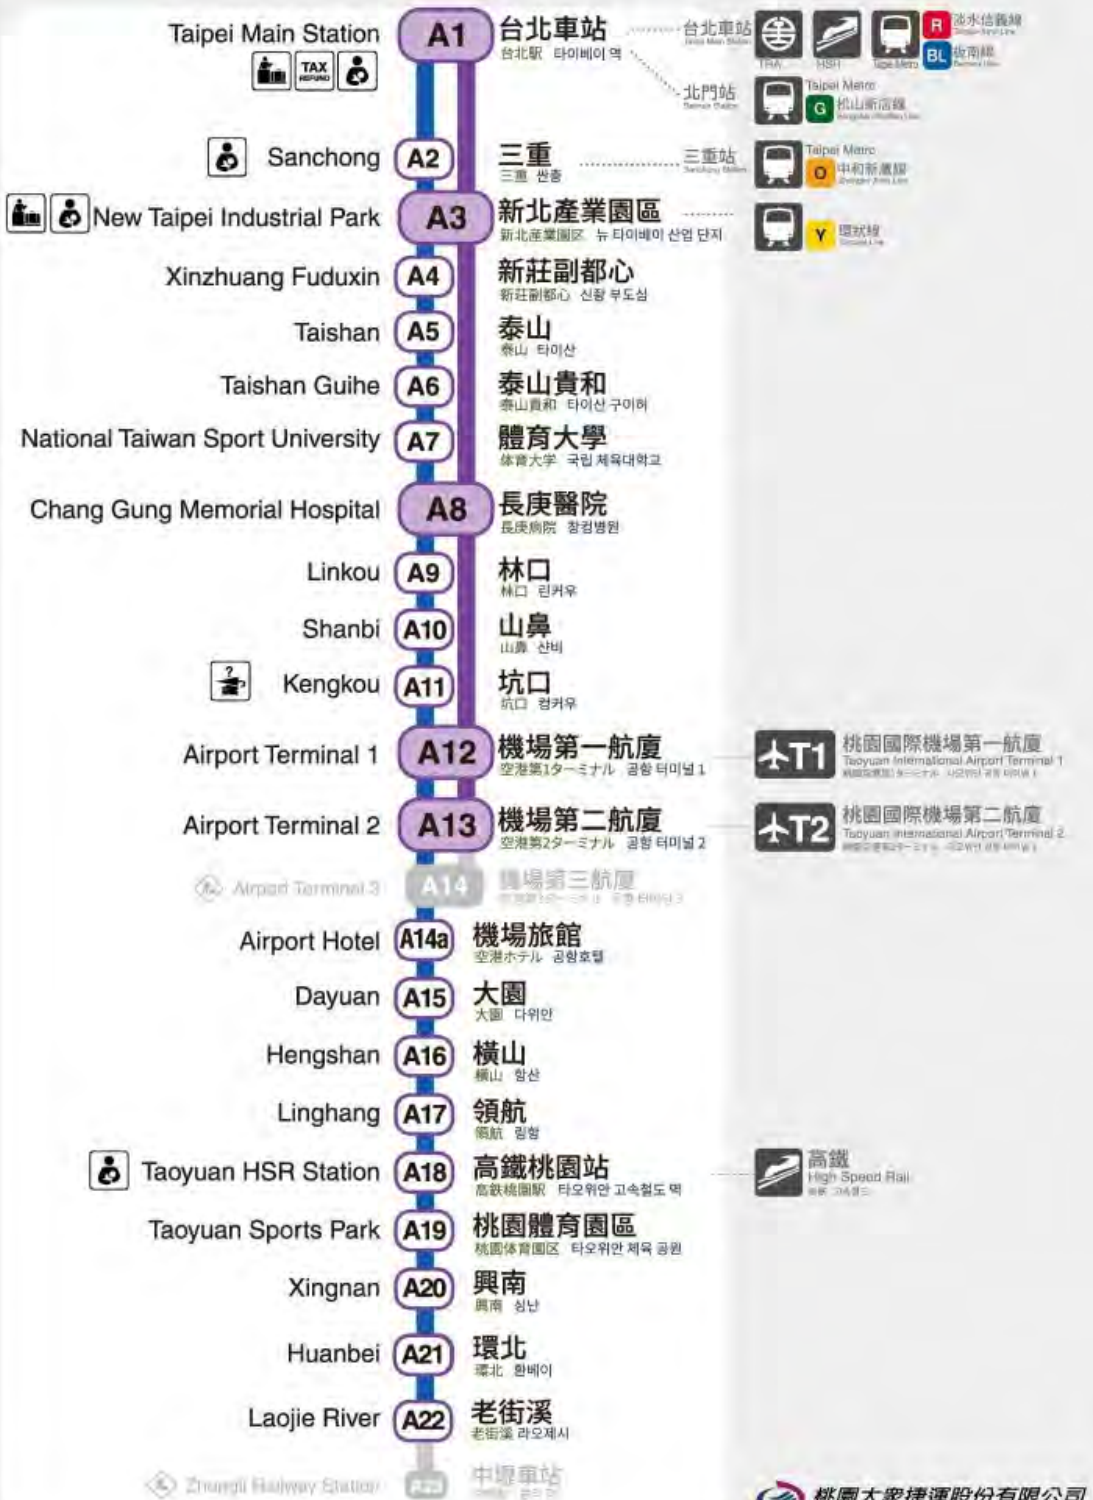 Taipei Main Station
A1
台北車站
台北駅 타이베이 역
TAX
REFUND
台北車站
TRA
HSR
Taipei Metro
R 淡水信義線
BL 板南線
北門站
Taipei Metro
G 松山新店線
Sanchong
A2
三重
三重 싼충
三重站
Taipei Metro
O 中和新蘆線
New Taipei Industrial Park
A3
新北產業園區
新北産業園区 뉴 타이베이 산업 단지
Y 環狀線
Xinzhuang Fuduxin
A4
新莊副都心
新荘副都心 신좡 부도심
Taishan
A5
泰山
泰山 타이산
Taishan Guihe
A6
泰山貴和
泰山貴和 타이산 구이허
National Taiwan Sport University
A7
體育大學
体育大学 국립 체육대학교
Chang Gung Memorial Hospital
A8
長庚醫院
長庚病院 창겅병원
Linkou
A9
林口
林口 린커우
Shanbi
A10
山鼻
山鼻 샨비
?
Kengkou
A11
坑口
坑口 컹커우
Airport Terminal 1
A12
機場第一航廈
空港第1ターミナル 공항 터미널 1
T1
桃園國際機場第一航廈
Taoyuan International Airport Terminal 1
Airport Terminal 2
A13
機場第二航廈
空港第2ターミナル 공항 터미널 2
T2
桃園國際機場第二航廈
Taoyuan International Airport Terminal 2
Airport Terminal 3
A14
機場第三航廈
Airport Hotel
A14a
機場旅館
空港ホテル 공항호텔
Dayuan
A15
大園
大園 다위안
Hengshan
A16
橫山
橫山 헝산
Linghang
A17
領航
領航 링항
Taoyuan HSR Station
A18
高鐵桃園站
高鉄桃園駅 타오위안 고속철도 역
高鐵
High Speed Rail
Taoyuan Sports Park
A19
桃園體育園區
桃園体育園区 타오위안 체육 공원
Xingnan
A20
興南
興南 싱난
Huanbei
A21
環北
環北 환베이
Laojie River
A22
老街溪
老街溪 라오제시
Zhongli Railway Station
中壢車站
桃園大眾捷運股份有限公司